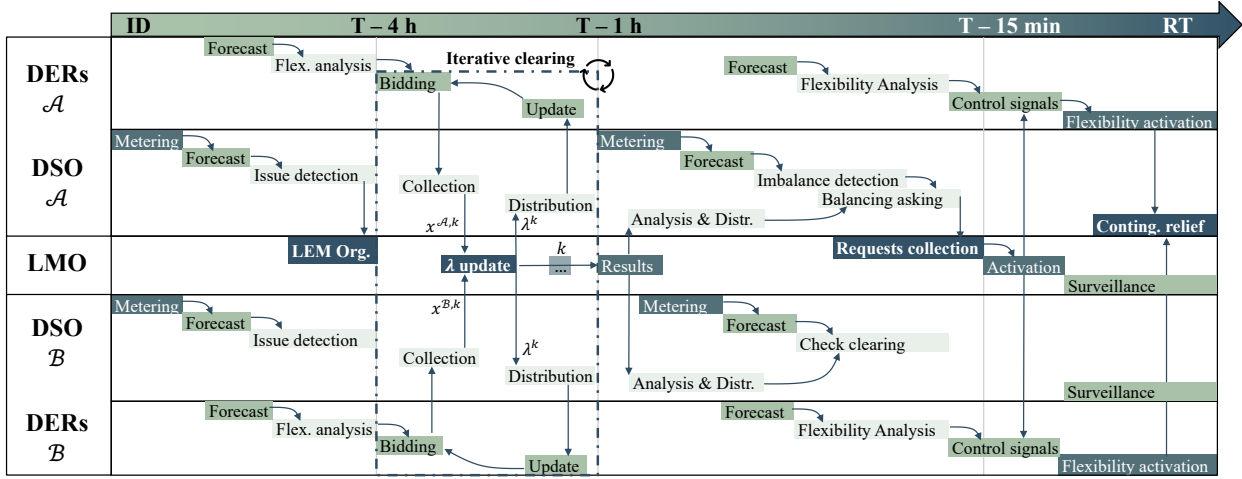 ID T – 4 h T – 1 h T – 15 min RT
DERs
𝒜
Forecast
Flex. analysis
Iterative clearing
Bidding
Update
Forecast
Flexibility Analysis
Control signals
Flexibility activation
DSO
𝒜
Metering
Forecast
Issue detection
Collection
Distribution
x^{𝒜,k}
λ^k
Metering
Forecast
Imbalance detection
Balancing asking
Analysis & Distr.
Conting. relief
LMO
LEM Org.
λ update
k
...
Results
Requests collection
Activation
Surveillance
DSO
ℬ
Metering
Forecast
Issue detection
x^{ℬ,k}
λ^k
Collection
Distribution
Metering
Forecast
Check clearing
Analysis & Distr.
Surveillance
DERs
ℬ
Forecast
Flex. analysis
Bidding
Update
Forecast
Flexibility Analysis
Control signals
Flexibility activation